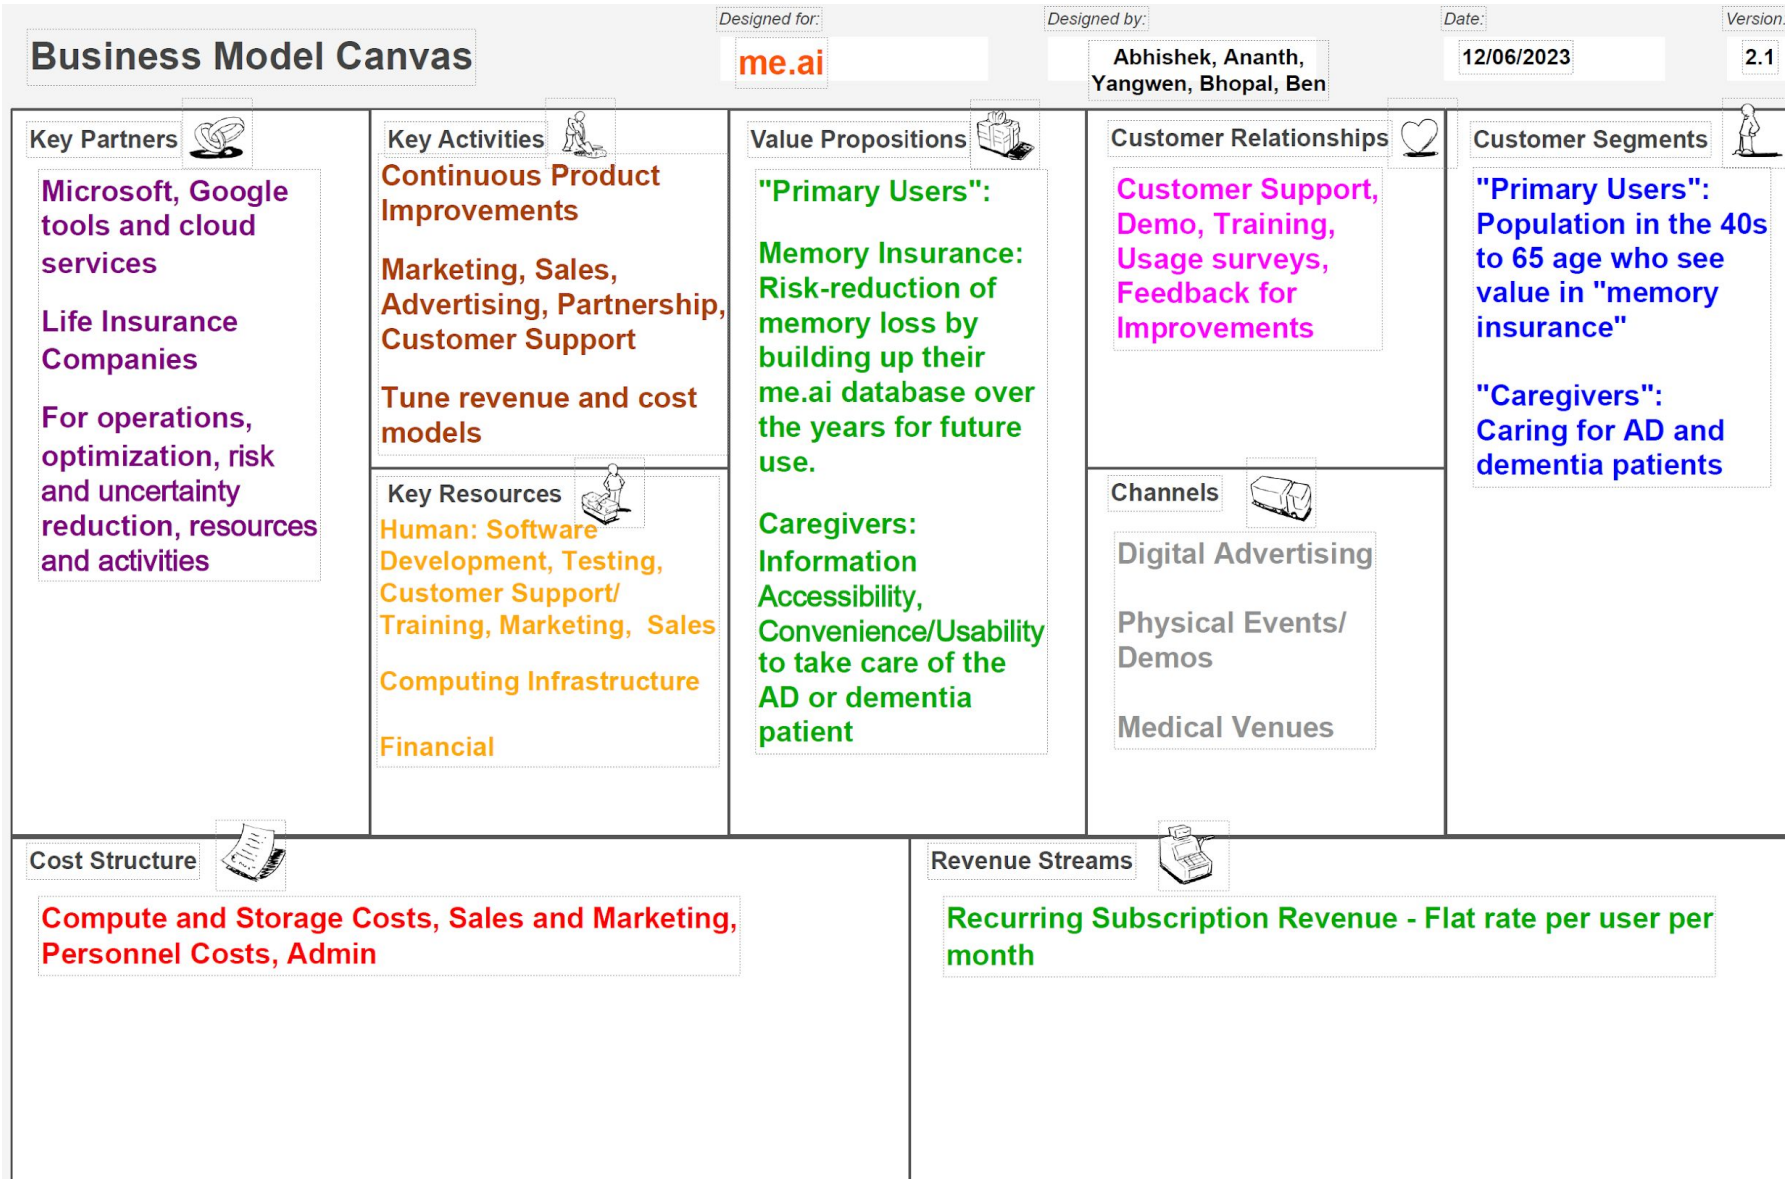 Business Model Canvas
Designed for:
me.ai
Designed by:
Abhishek, Ananth,
Yangwen, Bhopal, Ben
Date:
12/06/2023
Version:
2.1
Key Partners
Microsoft, Google
tools and cloud
services
Life Insurance
Companies
For operations,
optimization, risk
and uncertainty
reduction, resources
and activities
Key Activities
Continuous Product
Improvements
Marketing, Sales,
Advertising, Partnership,
Customer Support
Tune revenue and cost
models
Key Resources
Human: Software
Development, Testing,
Customer Support/
Training, Marketing, Sales
Computing Infrastructure
Financial
Value Propositions
"Primary Users":
Memory Insurance:
Risk-reduction of
memory loss by
building up their
me.ai database over
the years for future
use.
Caregivers:
Information
Accessibility,
Convenience/Usability
to take care of the
AD or dementia
patient
Customer Relationships
Customer Support,
Demo, Training,
Usage surveys,
Feedback for
Improvements
Channels
Digital Advertising
Physical Events/
Demos
Medical Venues
Customer Segments
"Primary Users":
Population in the 40s
to 65 age who see
value in "memory
insurance"
"Caregivers":
Caring for AD and
dementia patients
Cost Structure
Compute and Storage Costs, Sales and Marketing,
Personnel Costs, Admin
Revenue Streams
Recurring Subscription Revenue - Flat rate per user per
month